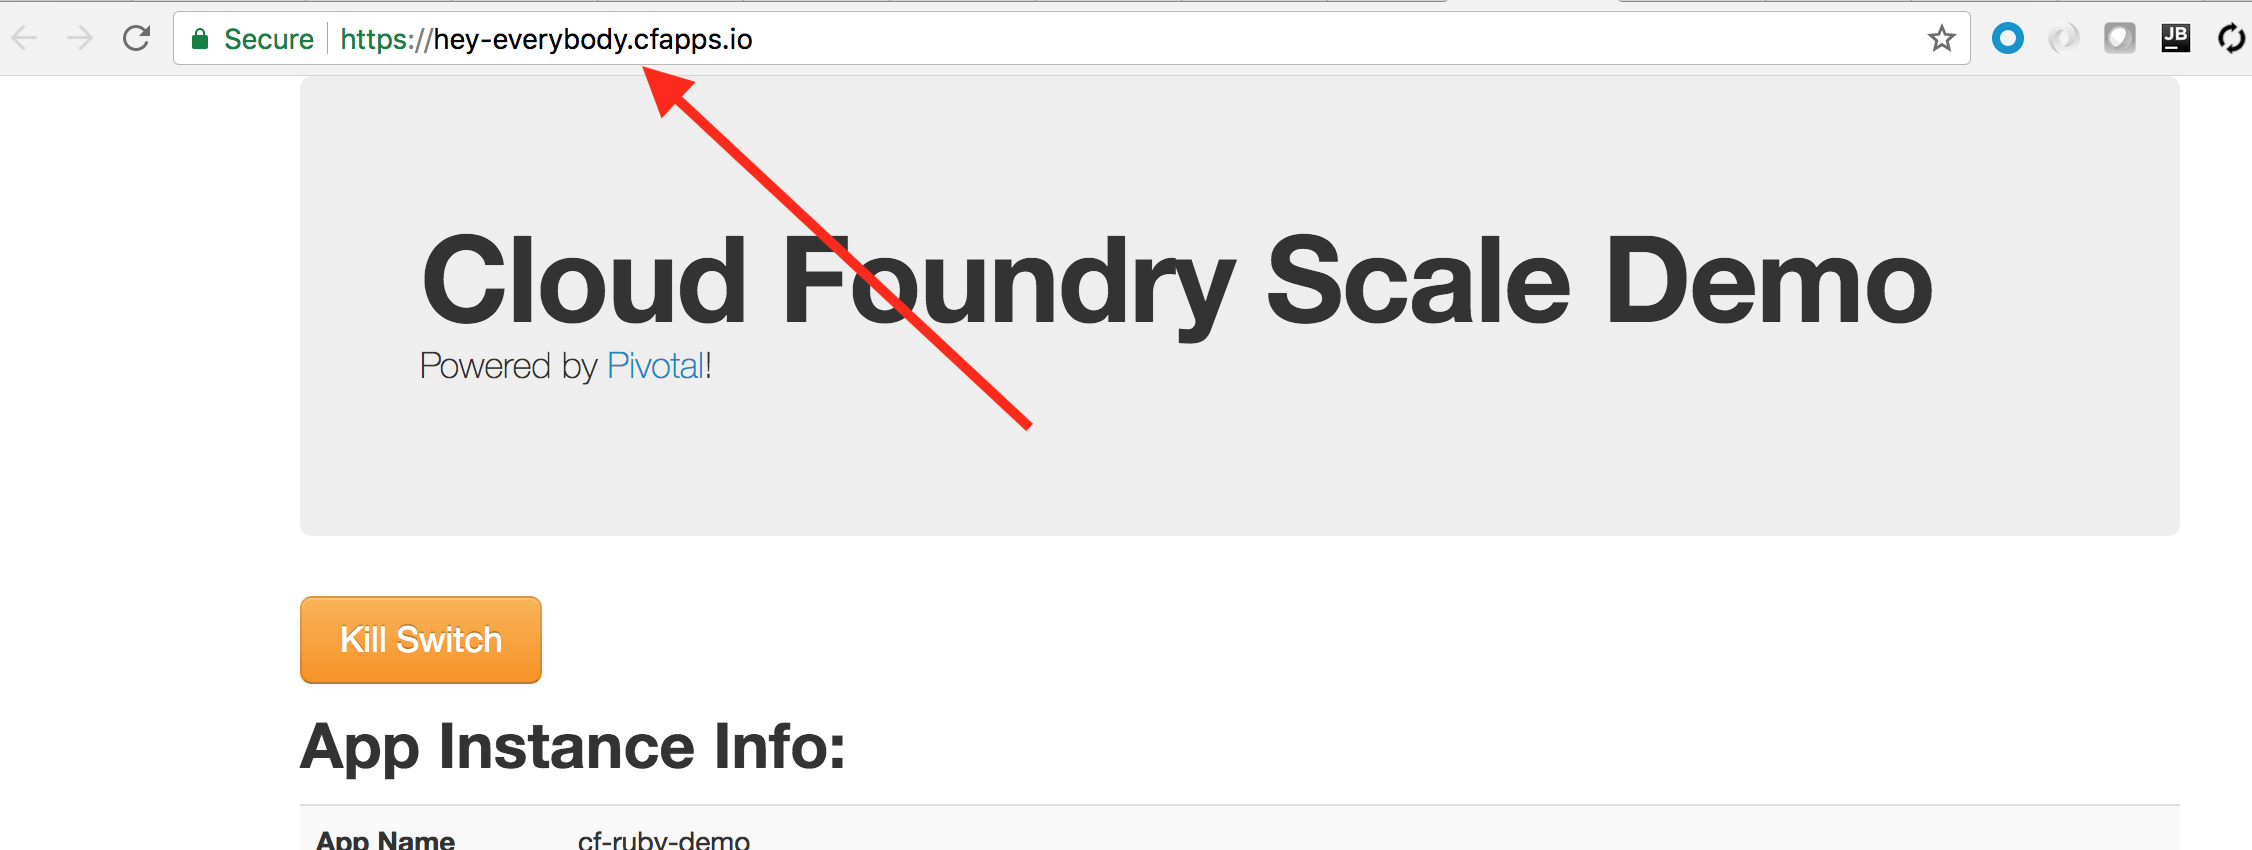 Secure https://hey-everybody.cfapps.io
JB
Cloud Foundry Scale Demo
Powered by Pivotal!
Kill Switch
App Instance Info:
App Name cf-ruby-demo